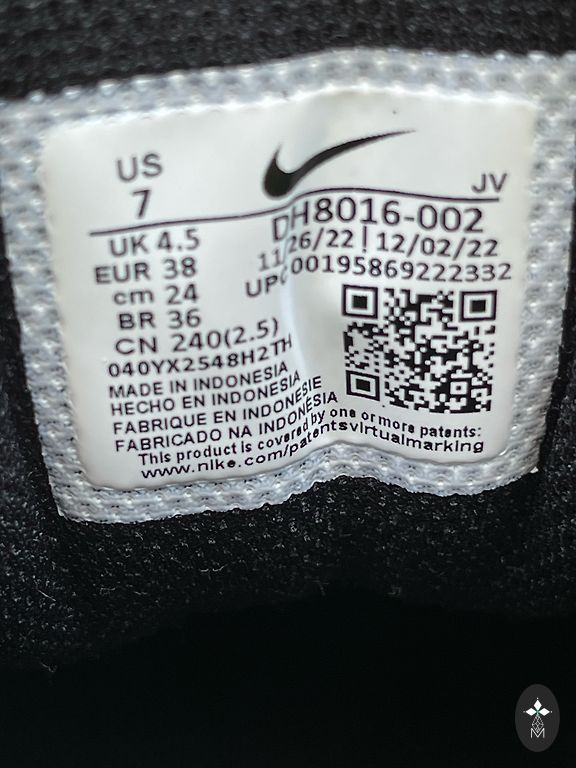 US
7
UK 4.5
EUR 38
cm 24
BR 36
CN 240(2.5)
040YX2548H2TH
MADE IN INDONESIA
HECHO EN INDONESIA
FABRIQUE EN INDONESIE
FABRICADO NA INDONESIA
This product is covered by one or more patents:
www.nike.com/patentsvirtualmarking
JV
DH8016-002
11/26/22 | 12/02/22
UPC 00195869222332
M